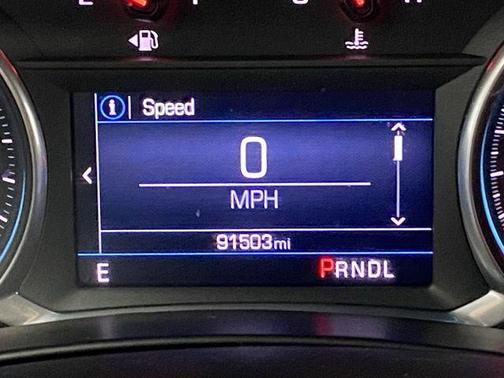 E C H
i Speed
0
MPH
91503mi
E PRNDL